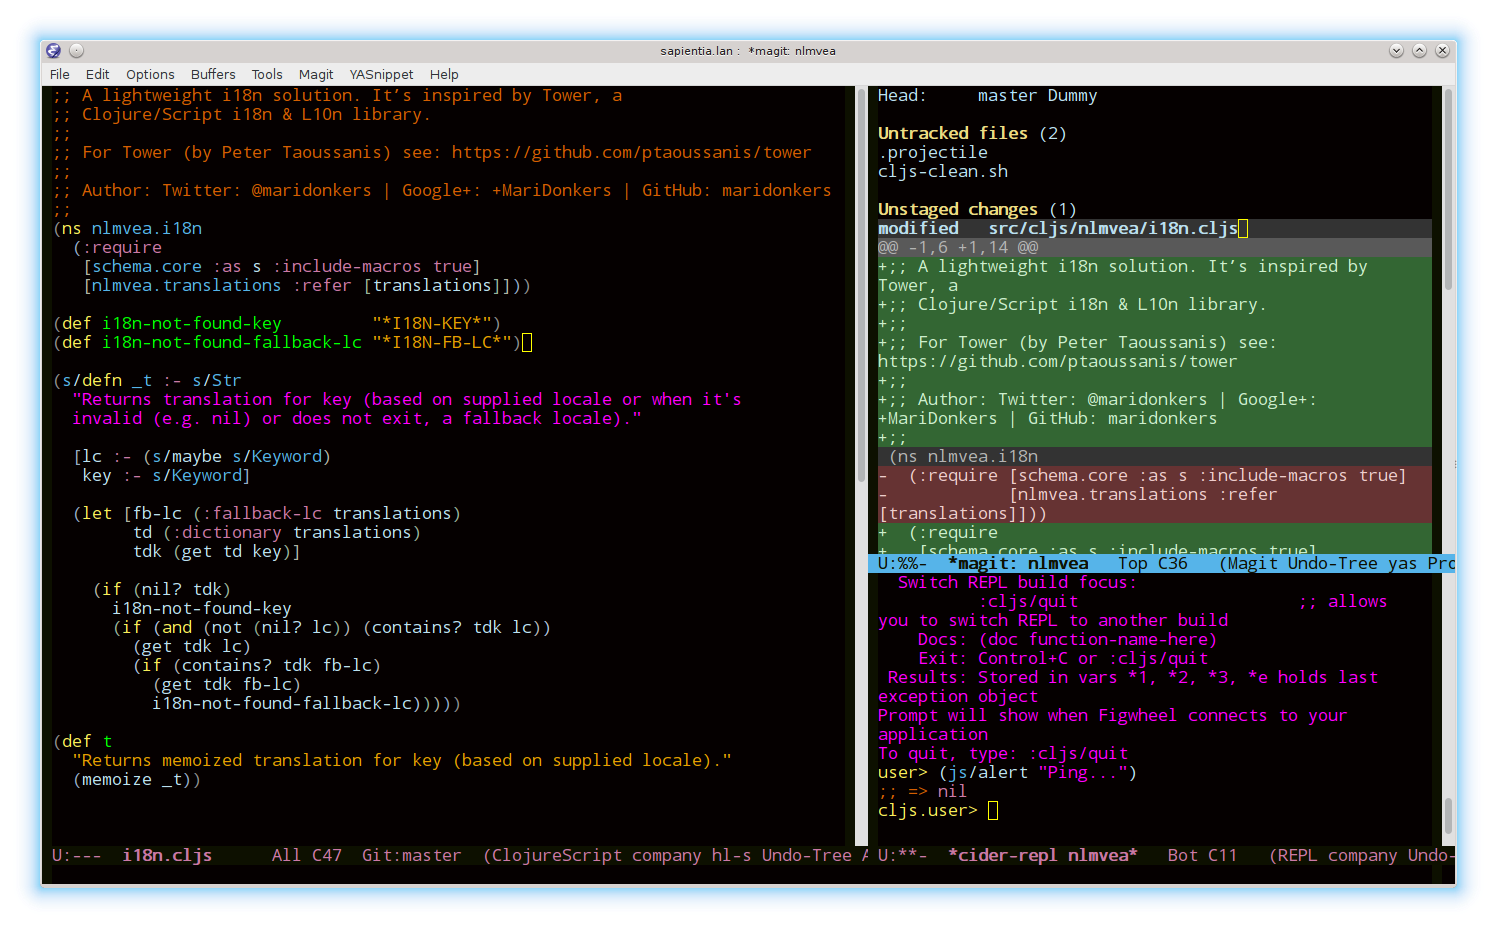 sapientia.lan :  *magit: nlmvea
File Edit Options Buffers Tools Magit YASnippet Help
;; A lightweight i18n solution. It’s inspired by Tower, a
;; Clojure/Script i18n & L10n library.
;;
;; For Tower (by Peter Taoussanis) see: https://github.com/ptaoussanis/tower
;;
;; Author: Twitter: @maridonkers | Google+: +MariDonkers | GitHub: maridonkers
;;
(ns nlmvea.i18n
  (:require
   [schema.core :as s :include-macros true]
   [nlmvea.translations :refer [translations]]))

(def i18n-not-found-key         "*I18N-KEY*")
(def i18n-not-found-fallback-lc "*I18N-FB-LC*")

(s/defn _t :- s/Str
  "Returns translation for key (based on supplied locale or when it's
  invalid (e.g. nil) or does not exit, a fallback locale)."

  [lc :- (s/maybe s/Keyword)
   key :- s/Keyword]

  (let [fb-lc (:fallback-lc translations)
        td (:dictionary translations)
        tdk (get td key)]

    (if (nil? tdk)
      i18n-not-found-key
      (if (and (not (nil? lc)) (contains? tdk lc))
        (get tdk lc)
        (if (contains? tdk fb-lc)
          (get tdk fb-lc)
          i18n-not-found-fallback-lc)))))

(def t
  "Returns memoized translation for key (based on supplied locale)."
  (memoize _t))
U:---  i18n.cljs      All C47  Git:master  (ClojureScript company hl-s Undo-Tree A
Head:     master Dummy

Untracked files (2)
.projectile
cljs-clean.sh

Unstaged changes (1)
modified   src/cljs/nlmvea/i18n.cljs
@@ -1,6 +1,14 @@
+;; A lightweight i18n solution. It’s inspired by
Tower, a
+;; Clojure/Script i18n & L10n library.
+;;
+;; For Tower (by Peter Taoussanis) see:
https://github.com/ptaoussanis/tower
+;;
+;; Author: Twitter: @maridonkers | Google+:
+MariDonkers | GitHub: maridonkers
+;;
 (ns nlmvea.i18n
-  (:require [schema.core :as s :include-macros true]
-            [nlmvea.translations :refer
[translations]]))
+  (:require
+   [schema.core :as s :include-macros true]
U:%%-  *magit: nlmvea   Top C36   (Magit Undo-Tree yas Pro
  Switch REPL build focus:
          :cljs/quit                      ;; allows
you to switch REPL to another build
    Docs: (doc function-name-here)
    Exit: Control+C or :cljs/quit
 Results: Stored in vars *1, *2, *3, *e holds last
exception object
Prompt will show when Figwheel connects to your
application
To quit, type: :cljs/quit
user> (js/alert "Ping...")
;; => nil
cljs.user>
U:**-  *cider-repl nlmvea*   Bot C11   (REPL company Undo-